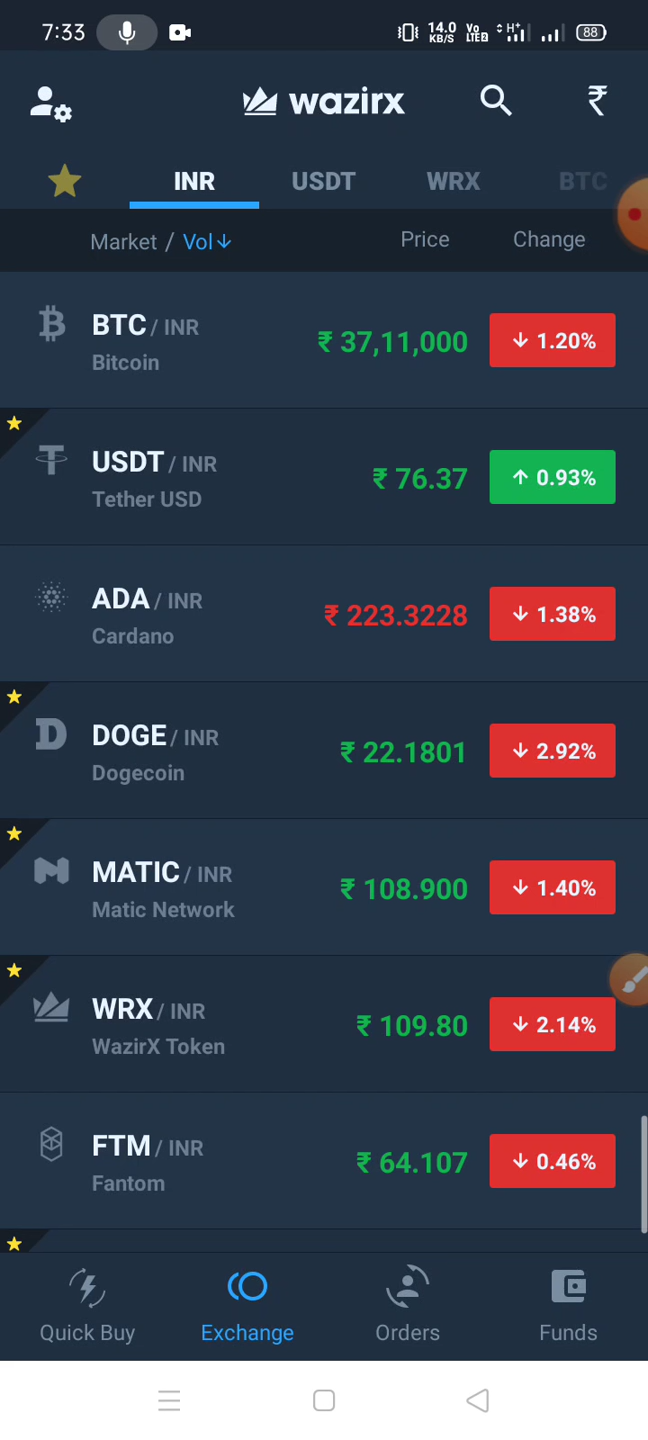 7:33 14.0 KB/S Vo LTE2 H+ 88
wazirx ₹
INR USDT WRX BTC
Market / Vol↓ Price Change
BTC / INR ₹ 37,11,000 ↓ 1.20%
Bitcoin
USDT / INR ₹ 76.37 ↑ 0.93%
Tether USD
ADA / INR ₹ 223.3228 ↓ 1.38%
Cardano
DOGE / INR ₹ 22.1801 ↓ 2.92%
Dogecoin
MATIC / INR ₹ 108.900 ↓ 1.40%
Matic Network
WRX / INR ₹ 109.80 ↓ 2.14%
WazirX Token
FTM / INR ₹ 64.107 ↓ 0.46%
Fantom
Quick Buy Exchange Orders Funds